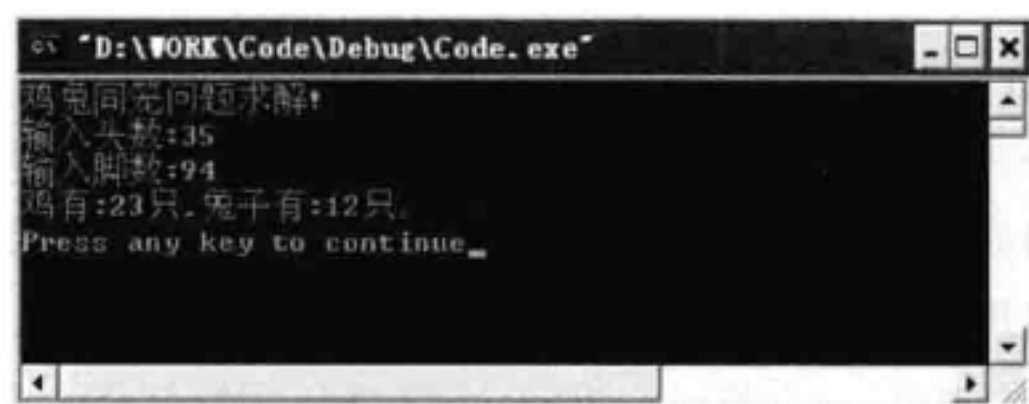 "D:\WORK\Code\Debug\Code.exe"
鸡兔同笼问题求解!
输入头数:35
输入脚数:94
鸡有:23只,兔子有:12只。
Press any key to continue